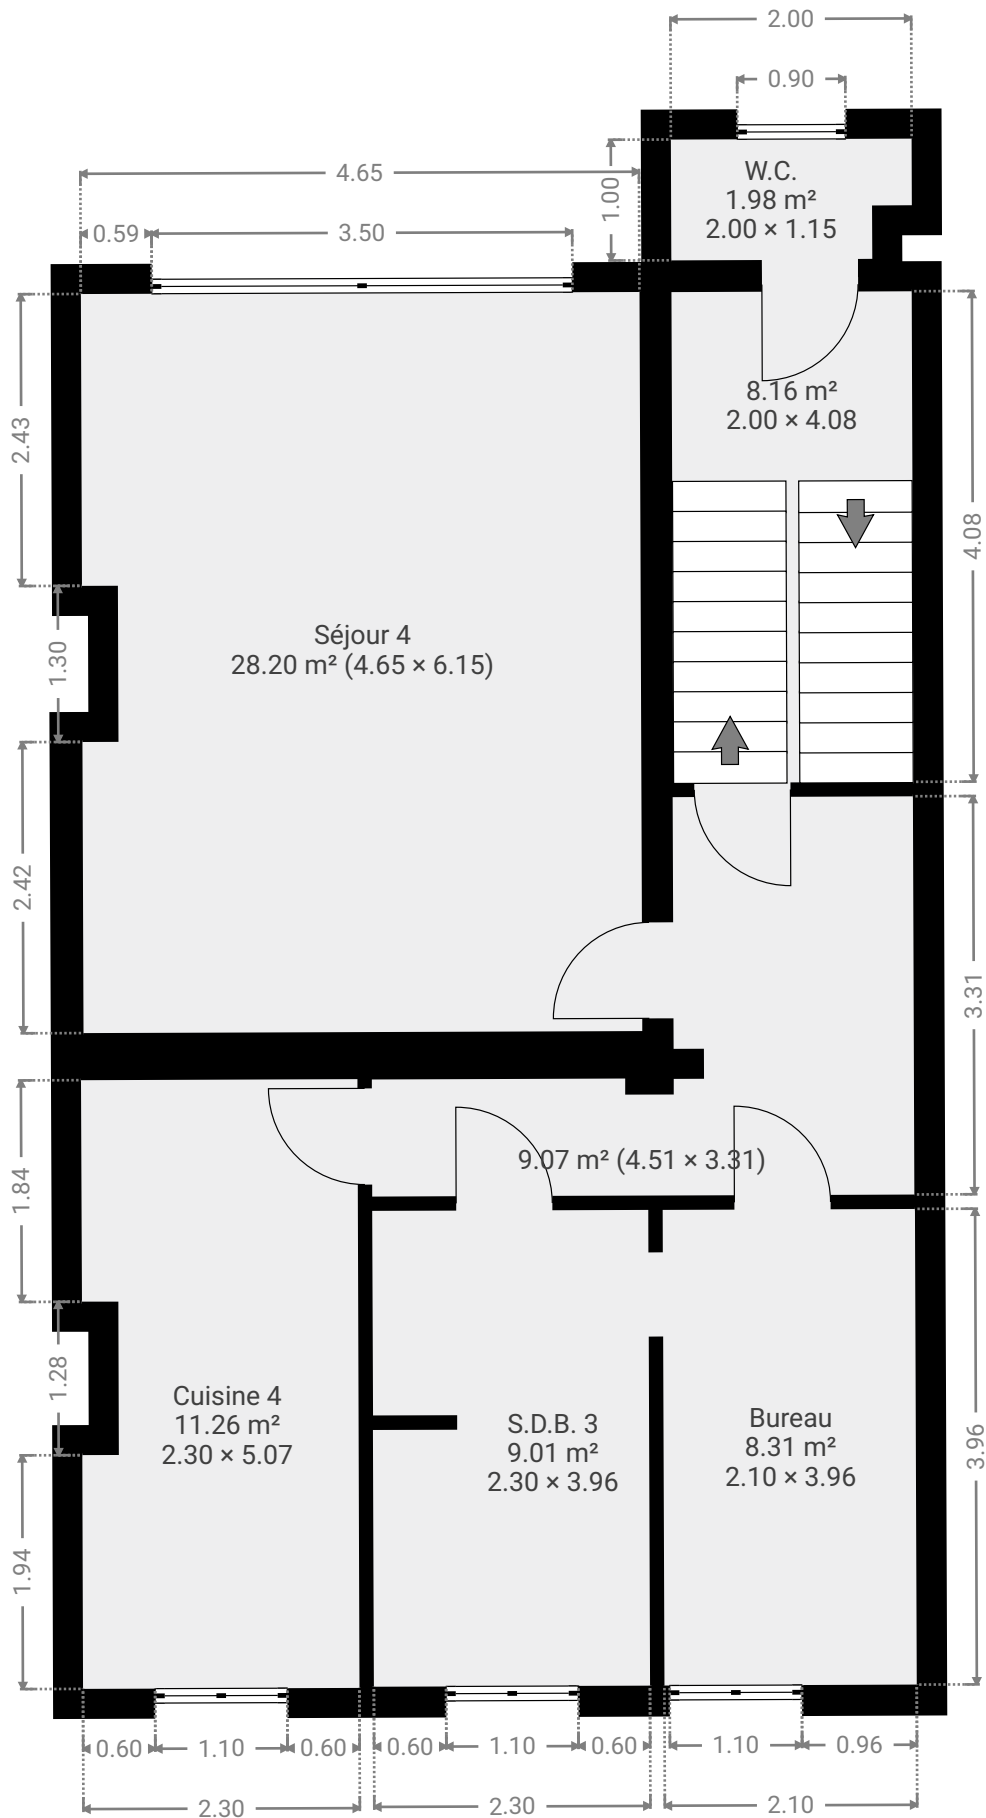 2.00
0.90
4.65
1.00
W.C.
1.98 m²
2.00 × 1.15
0.59
3.50
2.43
8.16 m²
2.00 × 4.08
4.08
Séjour 4
28.20 m² (4.65 × 6.15)
1.30
2.42
3.31
9.07 m² (4.51 × 3.31)
1.84
1.28
Cuisine 4
11.26 m²
2.30 × 5.07
S.D.B. 3
9.01 m²
2.30 × 3.96
Bureau
8.31 m²
2.10 × 3.96
3.96
1.94
0.60
1.10
0.60
0.60
1.10
0.60
1.10
0.96
2.30
2.30
2.10